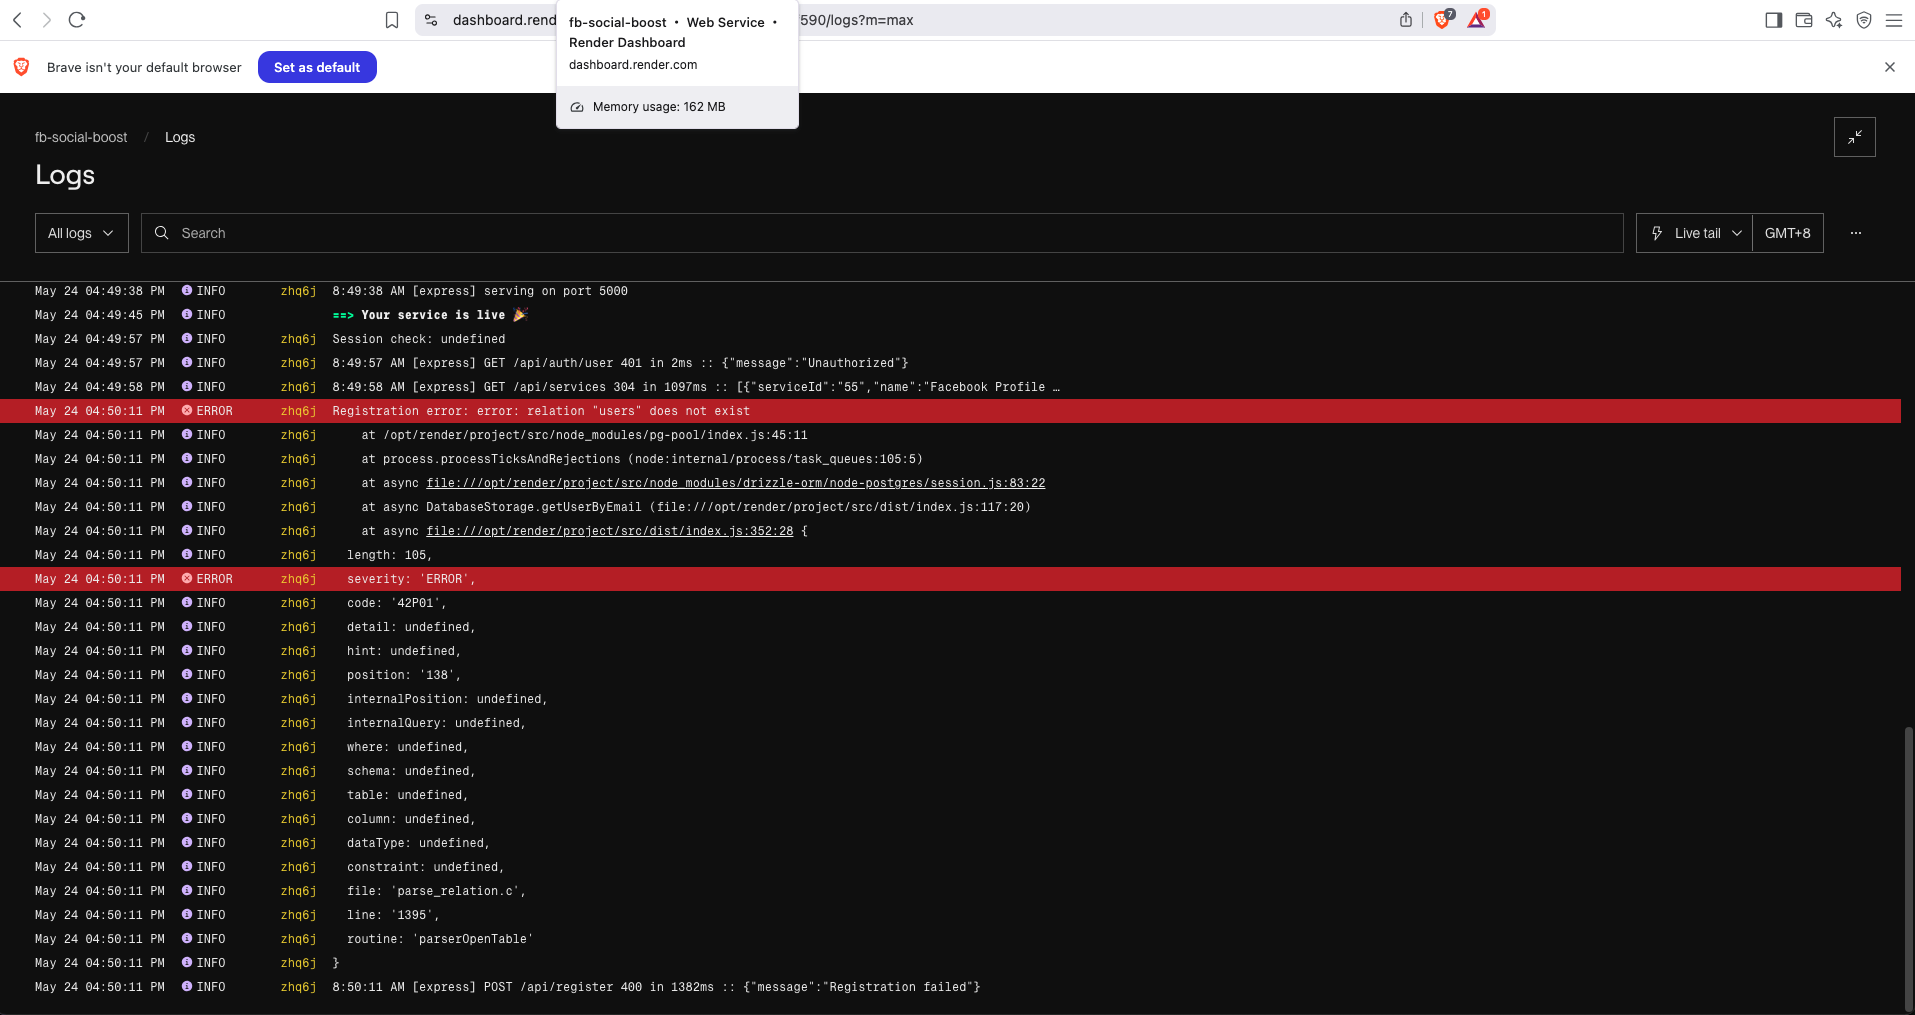 dashboard.rend
590/logs?m=max
7
1
fb-social-boost • Web Service •
Render Dashboard
dashboard.render.com
Memory usage: 162 MB
Brave isn't your default browser
Set as default
fb-social-boost / Logs
Logs
All logs
Search
Live tail
GMT+8
May 24 04:49:38 PM INFO zhq6j 8:49:38 AM [express] serving on port 5000
May 24 04:49:45 PM INFO ==> Your service is live 🎉
May 24 04:49:57 PM INFO zhq6j Session check: undefined
May 24 04:49:57 PM INFO zhq6j 8:49:57 AM [express] GET /api/auth/user 401 in 2ms :: {"message":"Unauthorized"}
May 24 04:49:58 PM INFO zhq6j 8:49:58 AM [express] GET /api/services 304 in 1097ms :: [{"serviceId":"55","name":"Facebook Profile …
May 24 04:50:11 PM ERROR zhq6j Registration error: error: relation "users" does not exist
May 24 04:50:11 PM INFO zhq6j at /opt/render/project/src/node_modules/pg-pool/index.js:45:11
May 24 04:50:11 PM INFO zhq6j at process.processTicksAndRejections (node:internal/process/task_queues:105:5)
May 24 04:50:11 PM INFO zhq6j at async file:///opt/render/project/src/node_modules/drizzle-orm/node-postgres/session.js:83:22
May 24 04:50:11 PM INFO zhq6j at async DatabaseStorage.getUserByEmail (file:///opt/render/project/src/dist/index.js:117:20)
May 24 04:50:11 PM INFO zhq6j at async file:///opt/render/project/src/dist/index.js:352:28 {
May 24 04:50:11 PM INFO zhq6j length: 105,
May 24 04:50:11 PM ERROR zhq6j severity: 'ERROR',
May 24 04:50:11 PM INFO zhq6j code: '42P01',
May 24 04:50:11 PM INFO zhq6j detail: undefined,
May 24 04:50:11 PM INFO zhq6j hint: undefined,
May 24 04:50:11 PM INFO zhq6j position: '138',
May 24 04:50:11 PM INFO zhq6j internalPosition: undefined,
May 24 04:50:11 PM INFO zhq6j internalQuery: undefined,
May 24 04:50:11 PM INFO zhq6j where: undefined,
May 24 04:50:11 PM INFO zhq6j schema: undefined,
May 24 04:50:11 PM INFO zhq6j table: undefined,
May 24 04:50:11 PM INFO zhq6j column: undefined,
May 24 04:50:11 PM INFO zhq6j dataType: undefined,
May 24 04:50:11 PM INFO zhq6j constraint: undefined,
May 24 04:50:11 PM INFO zhq6j file: 'parse_relation.c',
May 24 04:50:11 PM INFO zhq6j line: '1395',
May 24 04:50:11 PM INFO zhq6j routine: 'parserOpenTable'
May 24 04:50:11 PM INFO zhq6j }
May 24 04:50:11 PM INFO zhq6j 8:50:11 AM [express] POST /api/register 400 in 1382ms :: {"message":"Registration failed"}